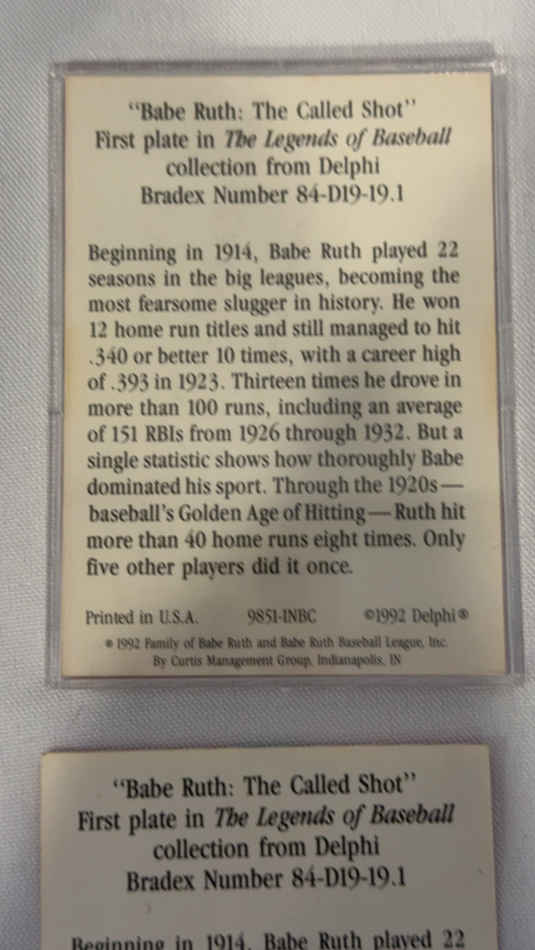 “Babe Ruth: The Called Shot”
First plate in The Legends of Baseball
collection from Delphi
Bradex Number 84-D19-19.1
Beginning in 1914, Babe Ruth played 22
seasons in the big leagues, becoming the
most fearsome slugger in history. He won
12 home run titles and still managed to hit
.340 or better 10 times, with a career high
of .393 in 1923. Thirteen times he drove in
more than 100 runs, including an average
of 151 RBIs from 1926 through 1932. But a
single statistic shows how thoroughly Babe
dominated his sport. Through the 1920s—
baseball’s Golden Age of Hitting—Ruth hit
more than 40 home runs eight times. Only
five other players did it once.
Printed in U.S.A. 9851-INBC ©1992 Delphi®
® 1992 Family of Babe Ruth and Babe Ruth Baseball League, Inc.
By Curtis Management Group, Indianapolis, IN
“Babe Ruth: The Called Shot”
First plate in The Legends of Baseball
collection from Delphi
Bradex Number 84-D19-19.1
Beginning in 1914, Babe Ruth played 22